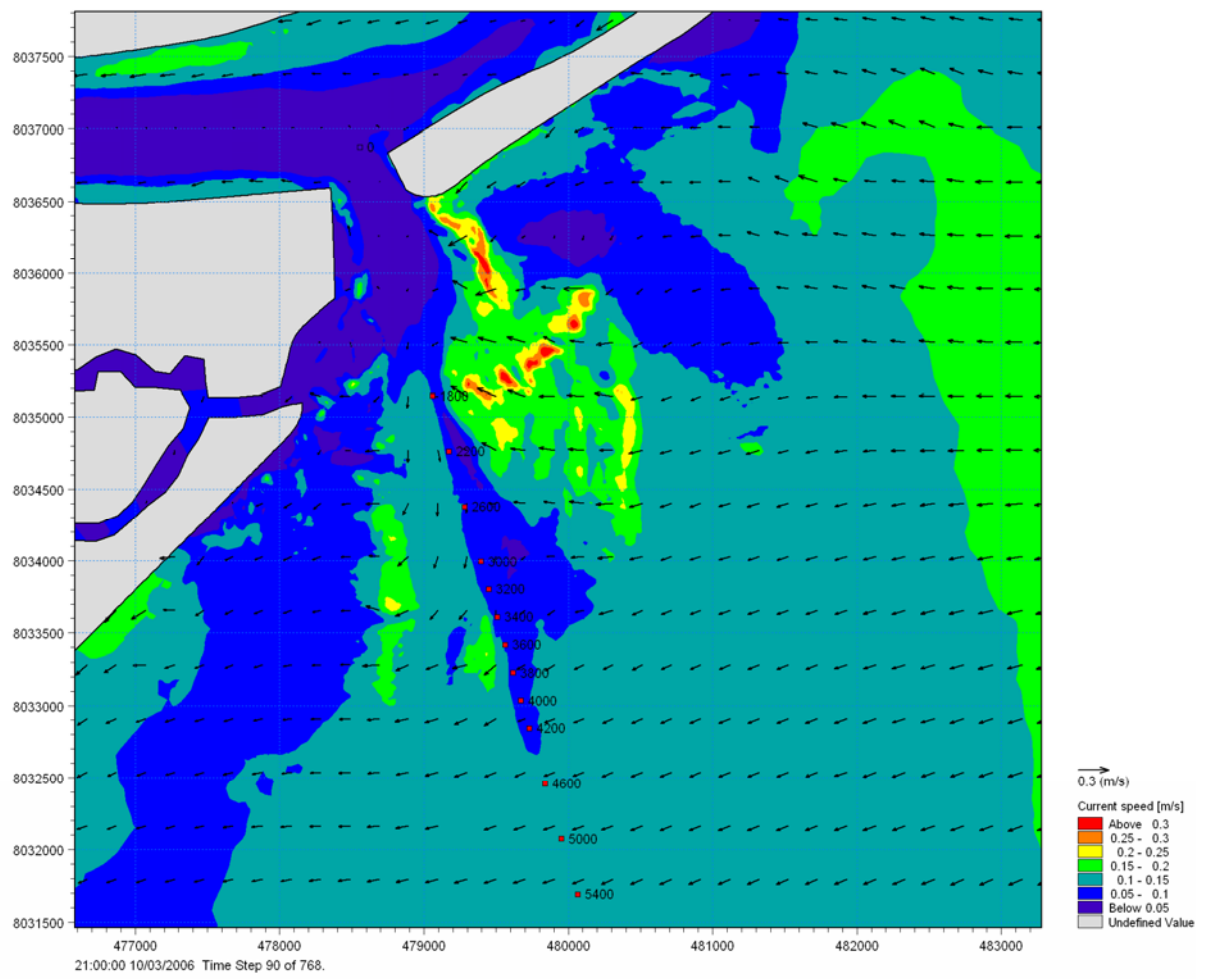 8037500
8037000
0
8036500
8036000
8035500
1800
8035000
2200
8034500
2600
8034000
3000
3200
3400
8033500
3600
3800
8033000
4000
4200
8032500
4600
5000
8032000
5400
8031500
477000 478000 479000 480000 481000 482000 483000
21:00:00 10/03/2006 Time Step 90 of 768.
0.3 (m/s)
Current speed [m/s]
Above 0.3
0.25 - 0.3
0.2 - 0.25
0.15 - 0.2
0.1 - 0.15
0.05 - 0.1
Below 0.05
Undefined Value